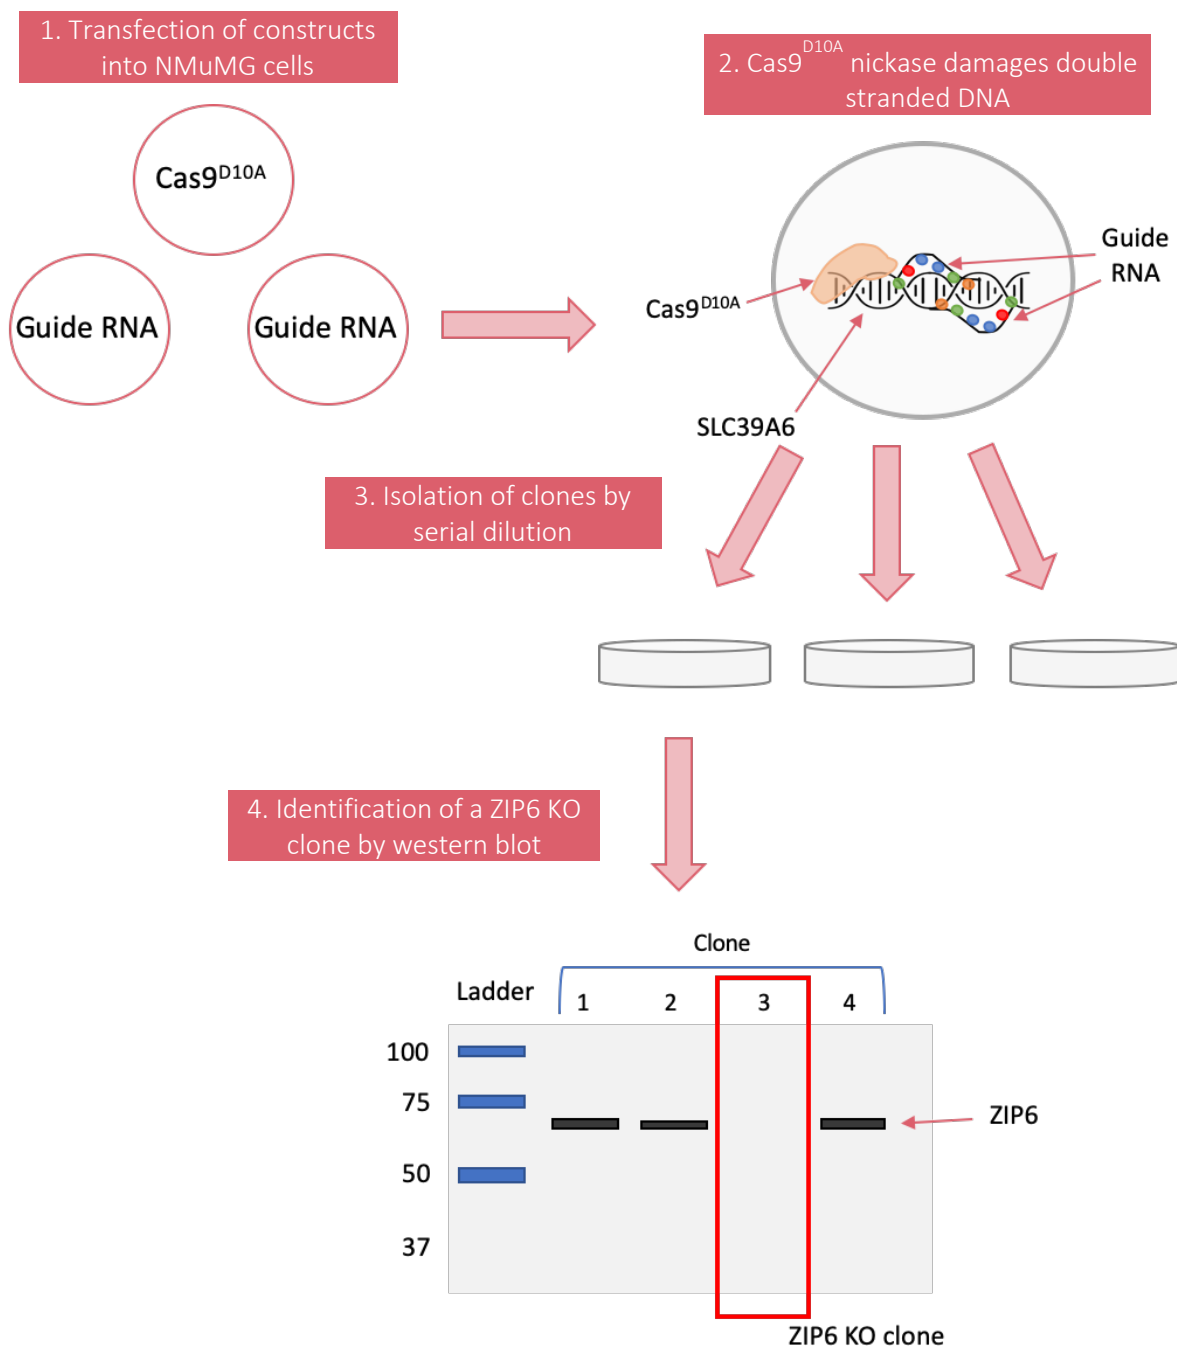 1. Transfection of constructs
into NMuMG cells
Cas9D10A
Guide RNA
Guide RNA
2. Cas9D10A nickase damages double
stranded DNA
Guide
RNA
Cas9D10A
SLC39A6
3. Isolation of clones by
serial dilution
4. Identification of a ZIP6 KO
clone by western blot
Clone
Ladder
1
2
3
4
100
75
50
37
ZIP6
ZIP6 KO clone